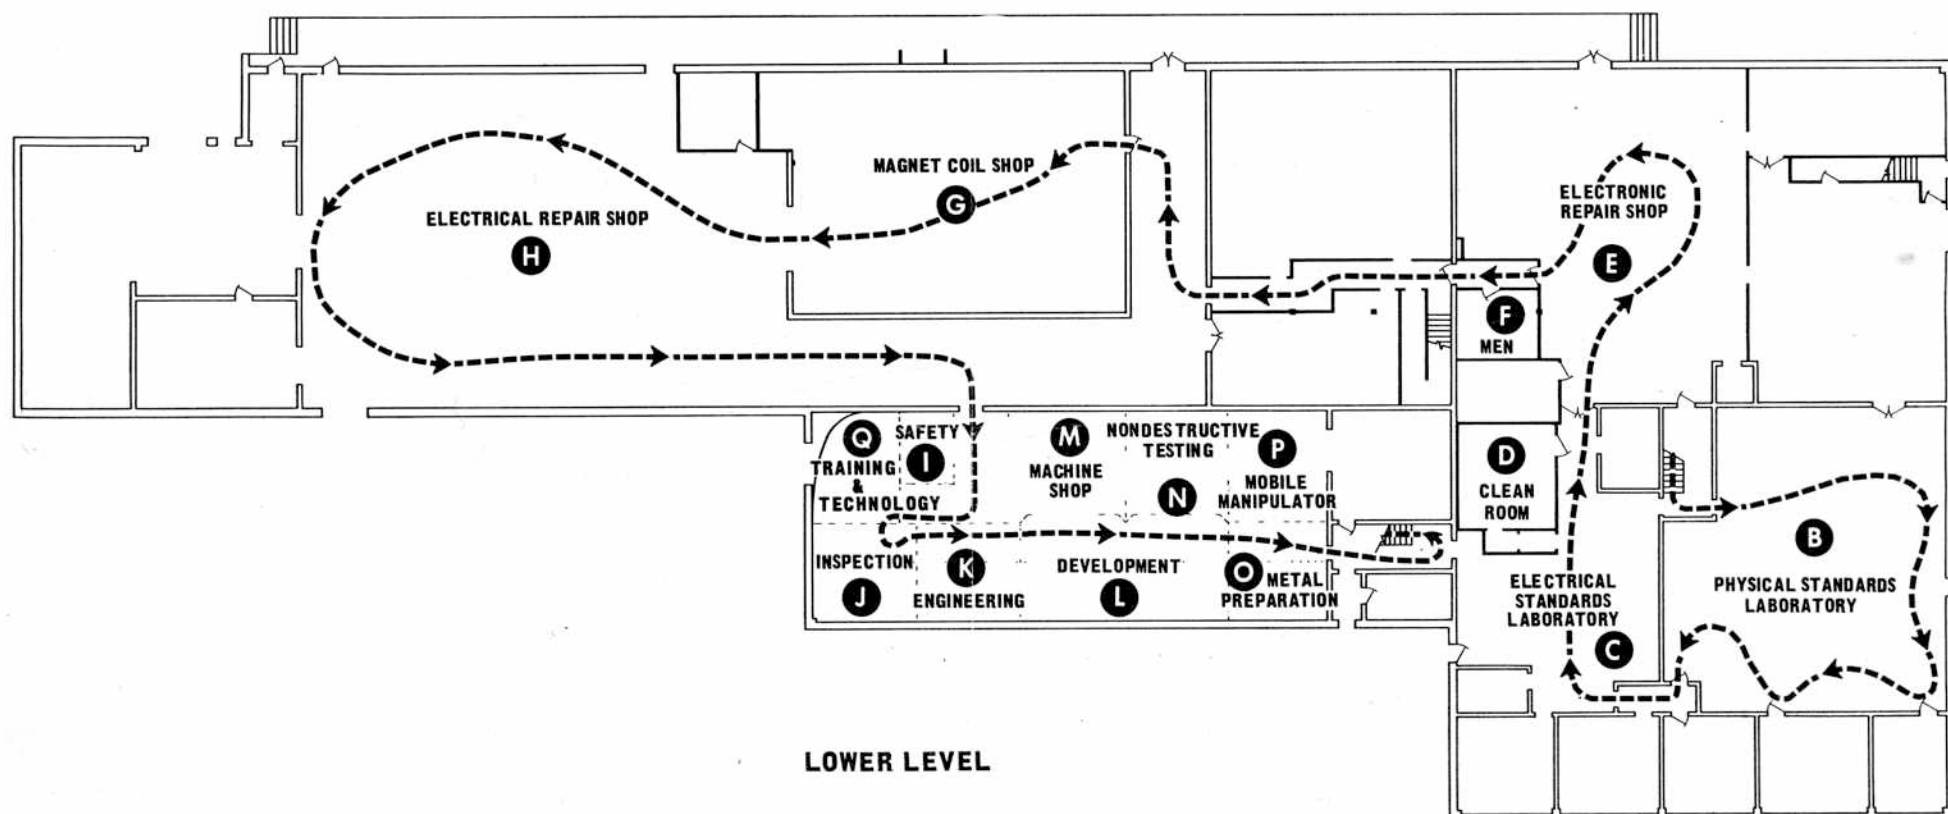 MAGNET COIL SHOP
G
ELECTRICAL REPAIR SHOP
H
ELECTRONIC
REPAIR SHOP
E
F
MEN
Q
TRAINING
&
TECHNOLOGY
SAFETY
I
M
MACHINE
SHOP
NONDESTRUCTIVE
TESTING
N
P
MOBILE
MANIPULATOR
D
CLEAN
ROOM
INSPECTION
J
K
ENGINEERING
DEVELOPMENT
L
O METAL
PREPARATION
ELECTRICAL
STANDARDS
LABORATORY
C
B
PHYSICAL STANDARDS
LABORATORY
LOWER LEVEL